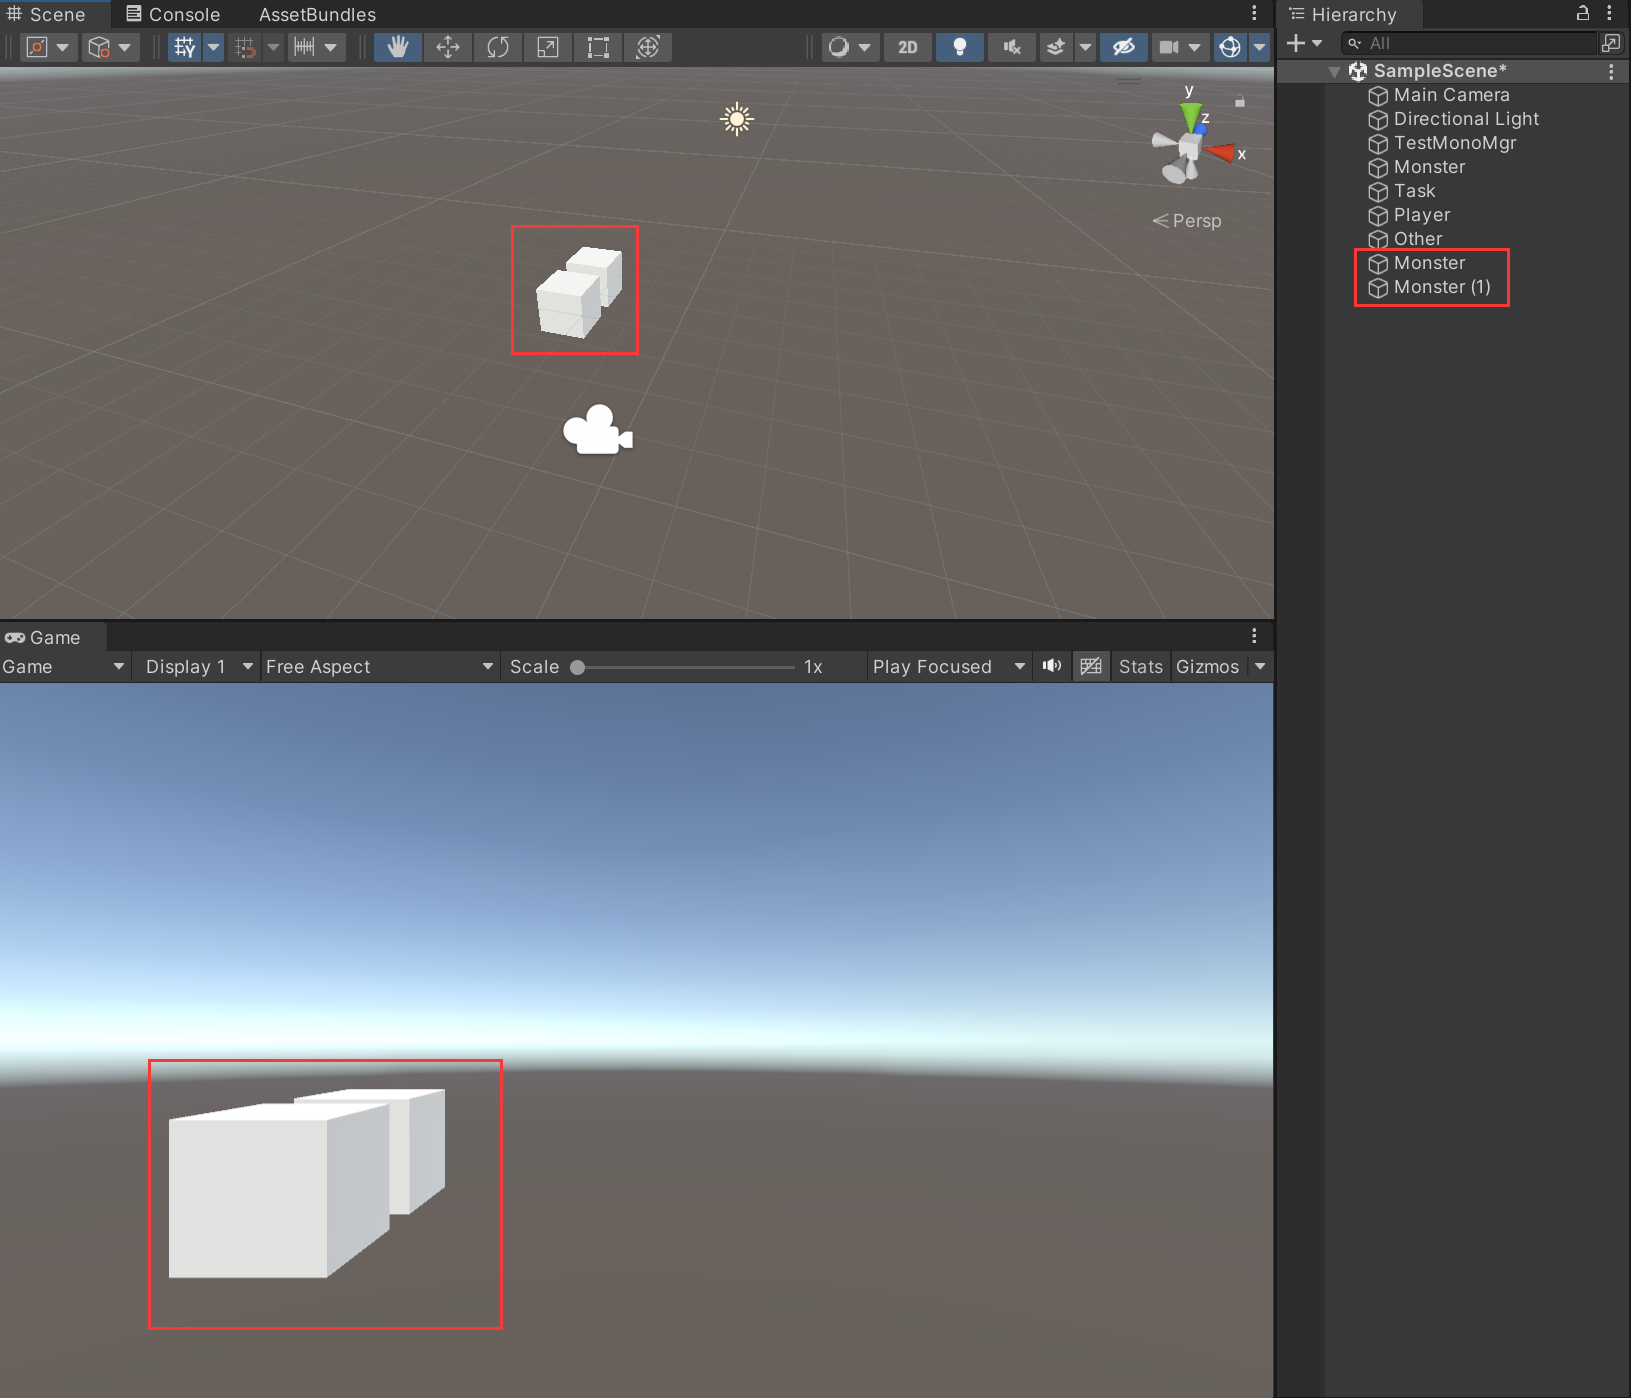 Scene
Console
AssetBundles
2D
y
z
x
Persp
Hierarchy
All
SampleScene*
Main Camera
Directional Light
TestMonoMgr
Monster
Task
Player
Other
Monster
Monster (1)
Game
Game
Display 1
Free Aspect
Scale
1x
Play Focused
Stats
Gizmos